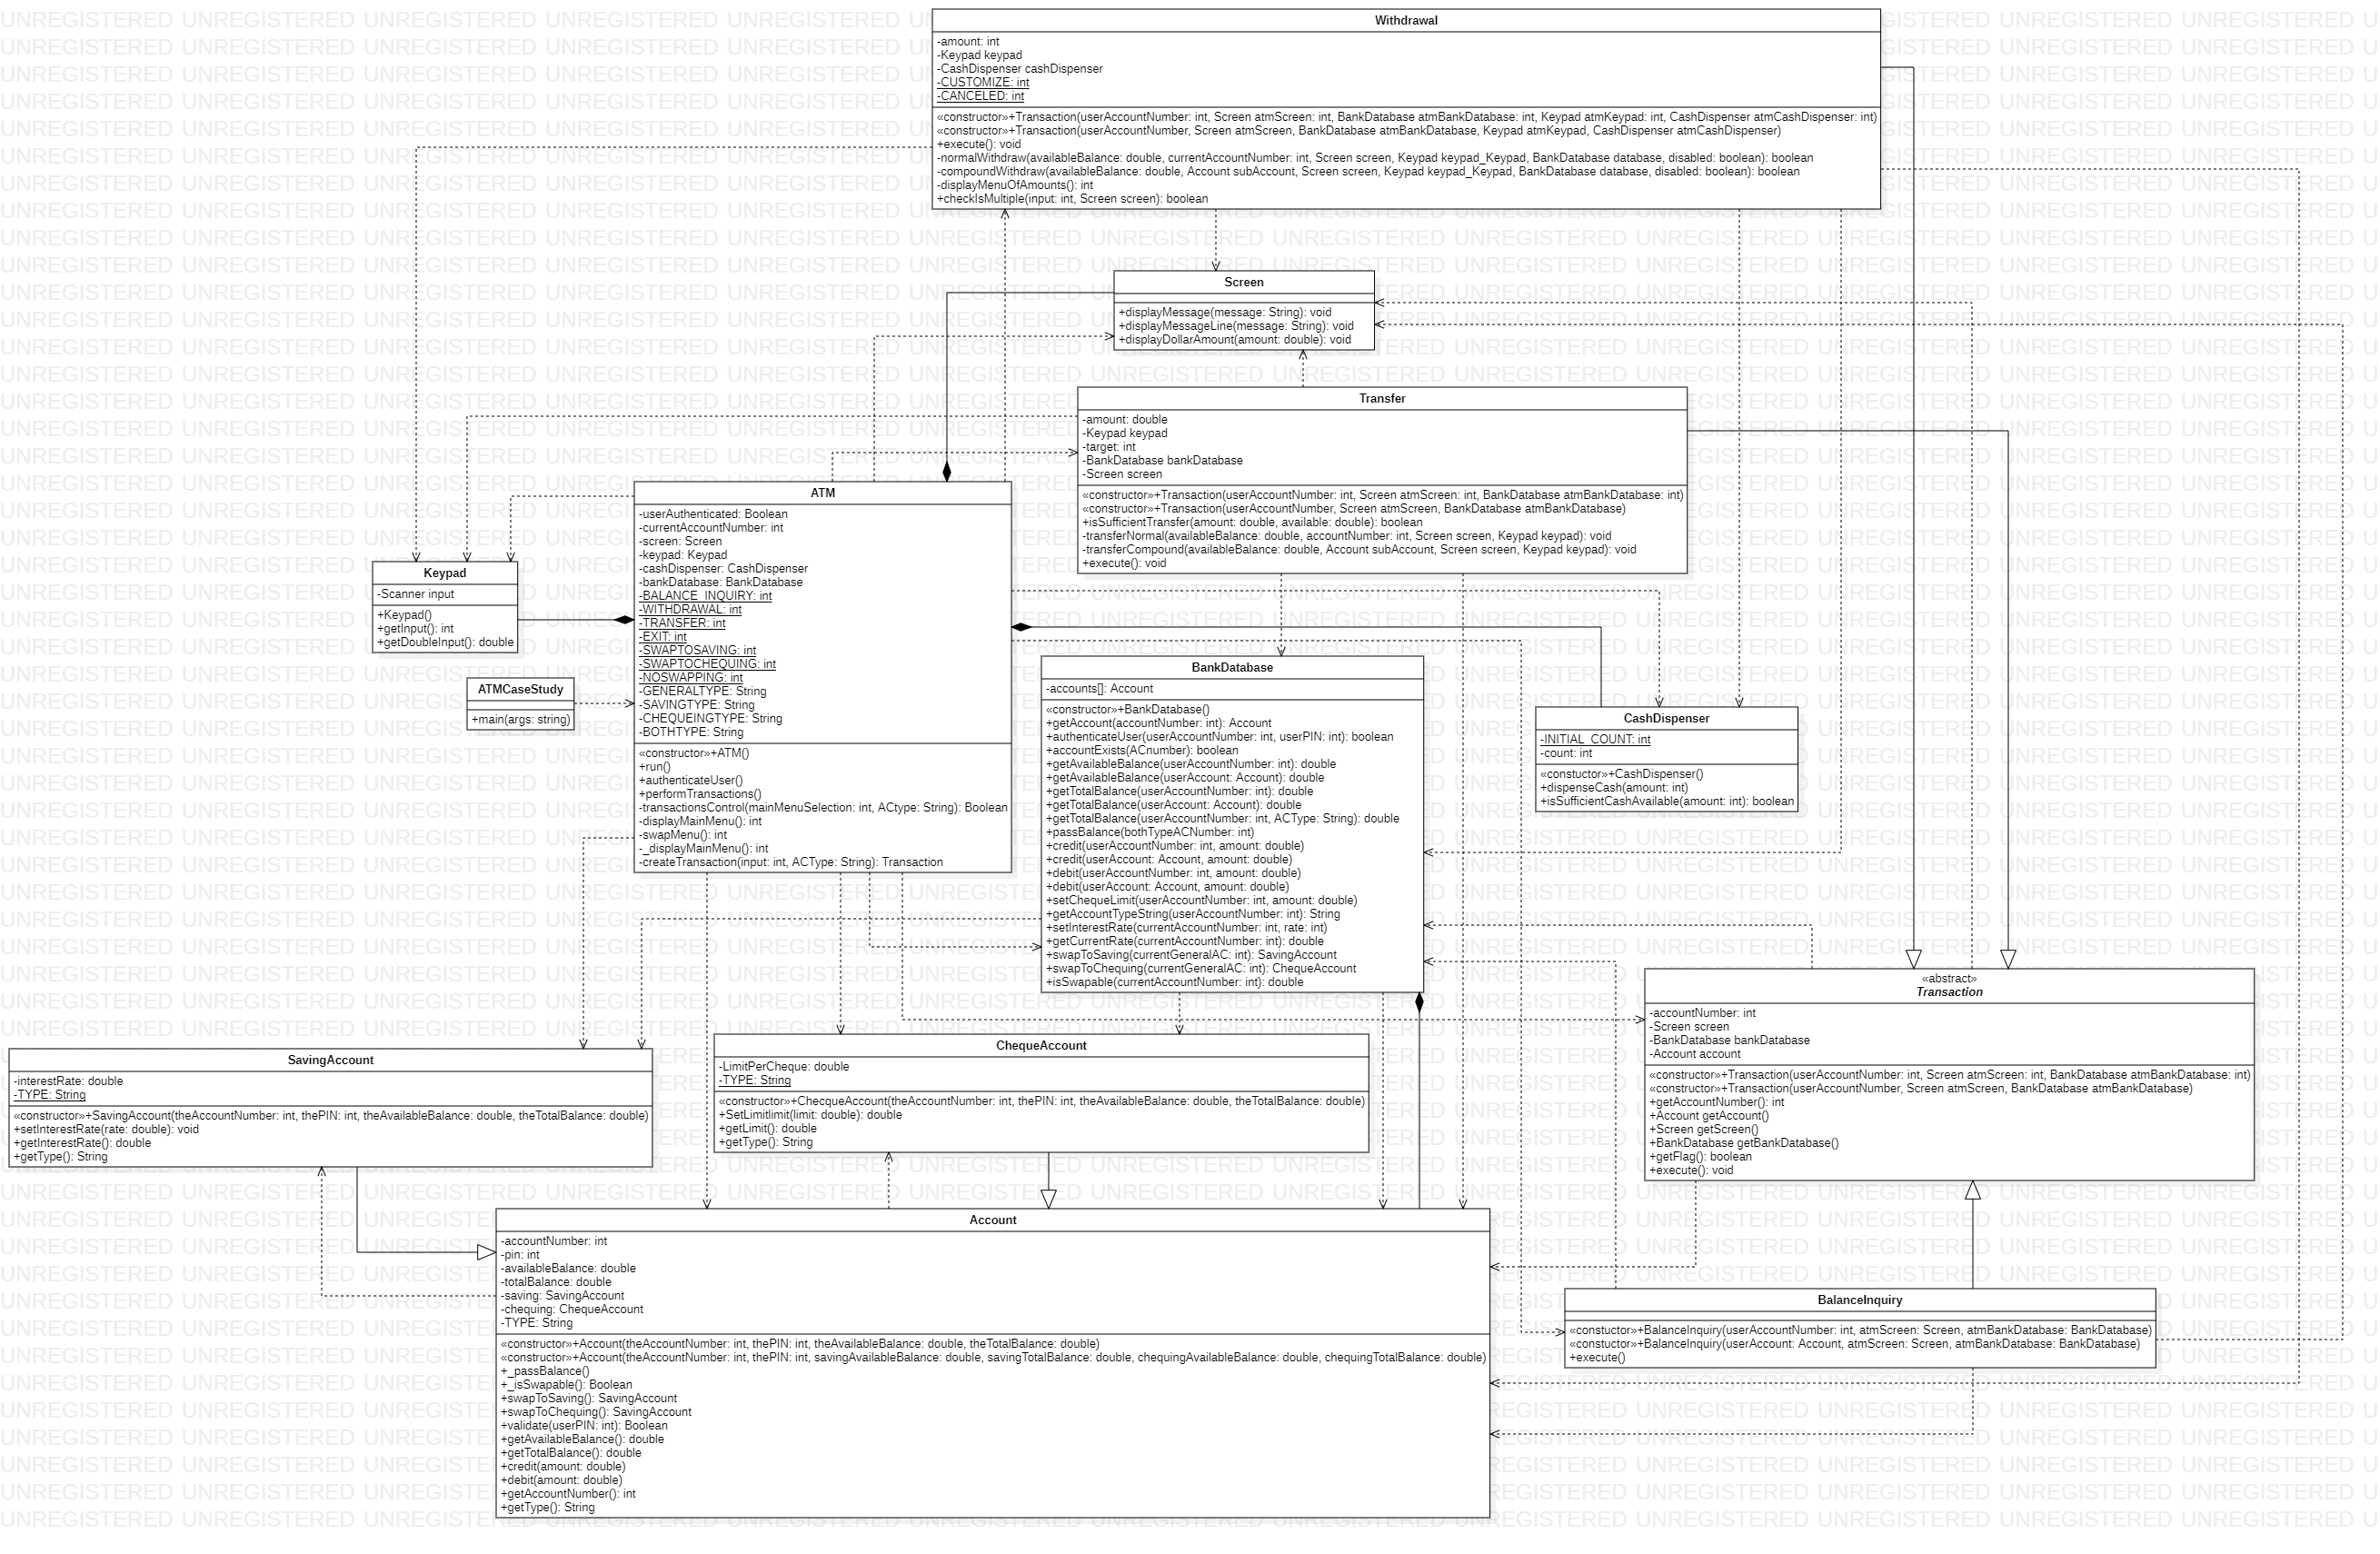 Withdrawal
-amount: int
-Keypad keypad
-CashDispenser cashDispenser
-CUSTOMIZE: int
-CANCELED: int
«constructor»+Transaction(userAccountNumber: int, Screen atmScreen: int, BankDatabase atmBankDatabase: int, Keypad atmKeypad: int, CashDispenser atmCashDispenser: int)
«constructor»+Transaction(userAccountNumber, Screen atmScreen, BankDatabase atmBankDatabase, Keypad atmKeypad, CashDispenser atmCashDispenser)
+execute(): void
-normalWithdraw(availableBalance: double, currentAccountNumber: int, Screen screen, Keypad keypad_Keypad, BankDatabase database, disabled: boolean): boolean
-compoundWithdraw(availableBalance: double, Account subAccount, Screen screen, Keypad keypad_Keypad, BankDatabase database, disabled: boolean): boolean
-displayMenuOfAmounts(): int
+checkIsMultiple(input: int, Screen screen): boolean
Screen
+displayMessage(message: String): void
+displayMessageLine(message: String): void
+displayDollarAmount(amount: double): void
Transfer
-amount: double
-Keypad keypad
-target: int
-BankDatabase bankDatabase
-Screen screen
«constructor»+Transaction(userAccountNumber: int, Screen atmScreen: int, BankDatabase atmBankDatabase: int)
«constructor»+Transaction(userAccountNumber, Screen atmScreen, BankDatabase atmBankDatabase)
+isSufficientTransfer(amount: double, available: double): boolean
-transferNormal(availableBalance: double, accountNumber: int, Screen screen, Keypad keypad): void
-transferCompound(availableBalance: double, Account subAccount, Screen screen, Keypad keypad): void
+execute(): void
ATM
-userAuthenticated: Boolean
-currentAccountNumber: int
-screen: Screen
-keypad: Keypad
-cashDispenser: CashDispenser
-bankDatabase: BankDatabase
-BALANCE_INQUIRY: int
-WITHDRAWAL: int
-TRANSFER: int
-EXIT: int
-SWAPTOSAVING: int
-SWAPTOCHEQUING: int
-NOSWAPPING: int
-GENERALTYPE: String
-SAVINGTYPE: String
-CHEQUEINGTYPE: String
-BOTHTYPE: String
«constructor»+ATM()
+run()
+authenticateUser()
+performTransactions()
-transactionsControl(mainMenuSelection: int, ACtype: String): Boolean
-displayMainMenu(): int
-swapMenu(): int
-_displayMainMenu(): int
-createTransaction(input: int, ACType: String): Transaction
Keypad
-Scanner input
+Keypad()
+getInput(): int
+getDoubleInput(): double
ATMCaseStudy
+main(args: string)
BankDatabase
-accounts[]: Account
«constructor»+BankDatabase()
+getAccount(accountNumber: int): Account
+authenticateUser(userAccountNumber: int, userPIN: int): boolean
+accountExists(ACnumber): boolean
+getAvailableBalance(userAccountNumber: int): double
+getAvailableBalance(userAccount: Account): double
+getTotalBalance(userAccountNumber: int): double
+getTotalBalance(userAccount: Account): double
+getTotalBalance(userAccountNumber: int, ACType: String): double
+passBalance(bothTypeACNumber: int)
+credit(userAccountNumber: int, amount: double)
+credit(userAccount: Account, amount: double)
+debit(userAccountNumber: int, amount: double)
+debit(userAccount: Account, amount: double)
+setChequeLimit(userAccountNumber: int, amount: double)
+getAccountTypeString(userAccountNumber: int): String
+setInterestRate(currentAccountNumber: int, rate: int)
+getCurrentRate(currentAccountNumber: int): double
+swapToSaving(currentGeneralAC: int): SavingAccount
+swapToChequing(currentGeneralAC: int): ChequeAccount
+isSwapable(currentAccountNumber: int): double
CashDispenser
-INITIAL_COUNT: int
-count: int
«constuctor»+CashDispenser()
+dispenseCash(amount: int)
+isSufficientCashAvailable(amount: int): boolean
«abstract»
Transaction
-accountNumber: int
-Screen screen
-BankDatabase bankDatabase
-Account account
«constructor»+Transaction(userAccountNumber: int, Screen atmScreen: int, BankDatabase atmBankDatabase: int)
«constructor»+Transaction(userAccountNumber, Screen atmScreen, BankDatabase atmBankDatabase)
+getAccountNumber(): int
+Account getAccount()
+Screen getScreen()
+BankDatabase getBankDatabase()
+getFlag(): boolean
+execute(): void
SavingAccount
-interestRate: double
-TYPE: String
«constructor»+SavingAccount(theAccountNumber: int, thePIN: int, theAvailableBalance: double, theTotalBalance: double)
+setInterestRate(rate: double): void
+getInterestRate(): double
+getType(): String
ChequeAccount
-LimitPerCheque: double
-TYPE: String
«constructor»+ChecqueAccount(theAccountNumber: int, thePIN: int, theAvailableBalance: double, theTotalBalance: double)
+SetLimitlimit(limit: double): double
+getLimit(): double
+getType(): String
Account
-accountNumber: int
-pin: int
-availableBalance: double
-totalBalance: double
-saving: SavingAccount
-chequing: ChequeAccount
-TYPE: String
«constructor»+Account(theAccountNumber: int, thePIN: int, theAvailableBalance: double, theTotalBalance: double)
«constructor»+Account(theAccountNumber: int, thePIN: int, savingAvailableBalance: double, savingTotalBalance: double, chequingAvailableBalance: double, chequingTotalBalance: double)
+_passBalance()
+_isSwapable(): Boolean
+swapToSaving(): SavingAccount
+swapToChequing(): SavingAccount
+validate(userPIN: int): Boolean
+getAvailableBalance(): double
+getTotalBalance(): double
+credit(amount: double)
+debit(amount: double)
+getAccountNumber(): int
+getType(): String
BalanceInquiry
«constuctor»+BalanceInquiry(userAccountNumber: int, atmScreen: Screen, atmBankDatabase: BankDatabase)
«constuctor»+BalanceInquiry(userAccount: Account, atmScreen: Screen, atmBankDatabase: BankDatabase)
+execute()
UNREGISTERED